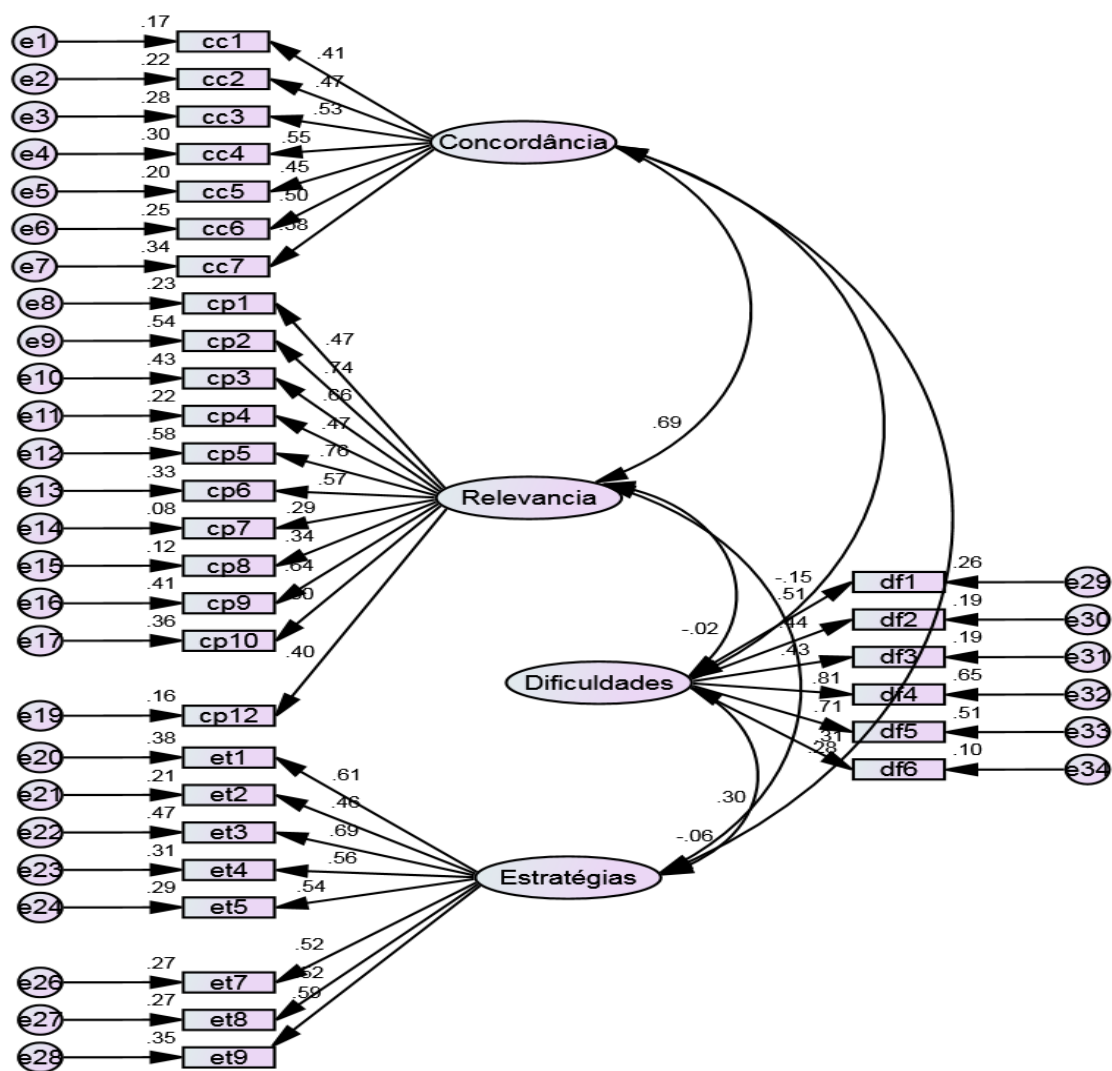 .17
e1 cc1
.41
.22
e2 cc2
.47
.28
e3 cc3
.53
.30
e4 cc4
.55
Concordância
.20
e5 cc5
.45
.25
e6 cc6
.50
.34
e7 cc7
.58
.23
e8 cp1
.47
.54
e9 cp2
.74
.43
e10 cp3
.66
.22
e11 cp4
.47
.69
.58
e12 cp5
.76
.33
e13 cp6
.57
Relevancia
.08
e14 cp7
.29
.12
e15 cp8
.34
.41
e16 cp9
.64
.36
e17 cp10
.40
.16
e19 cp12
-.15
.26
df1 e29
.51
.19
df2 e30
.44
-.02
.19
df3 e31
.43
Dificuldades
.65
df4 e32
.81
.51
df5 e33
.71
.31
.10
df6 e34
.28
.38
e20 et1
.61
.21
e21 et2
.46
.30
.47
e22 et3
.69
-.06
.31
e23 et4
.56
Estratégias
.29
e24 et5
.54
.27
e26 et7
.52
.27
e27 et8
.52
.35
e28 et9
.59